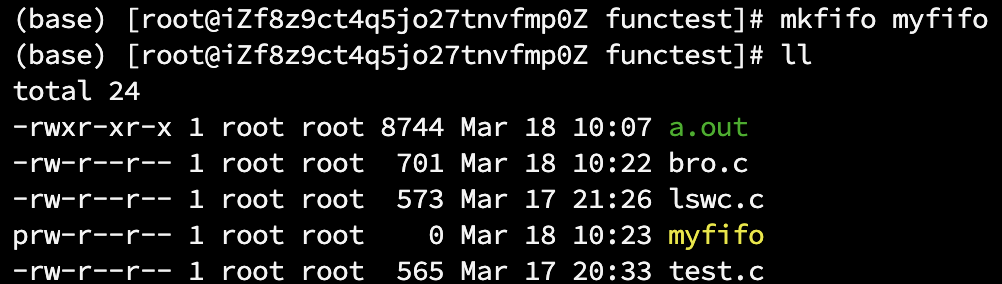 (base) [root@iZf8z9ct4q5jo27tnvfmp0Z functest]# mkfifo myfifo
(base) [root@iZf8z9ct4q5jo27tnvfmp0Z functest]# ll
total 24
-rwxr-xr-x 1 root root 8744 Mar 18 10:07 a.out
-rw-r--r-- 1 root root  701 Mar 18 10:22 bro.c
-rw-r--r-- 1 root root  573 Mar 17 21:26 lswc.c
prw-r--r-- 1 root root    0 Mar 18 10:23 myfifo
-rw-r--r-- 1 root root  565 Mar 17 20:33 test.c